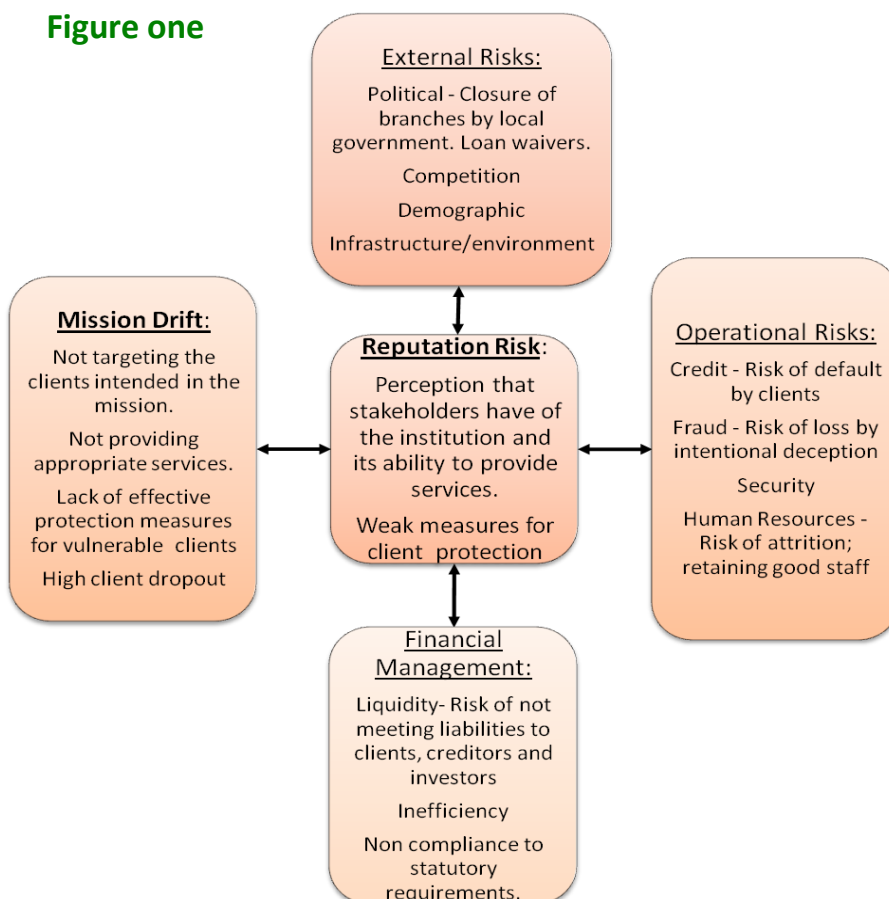 Figure one
External Risks:
Political - Closure of
branches by local
government. Loan waivers.
Competition
Demographic
Infrastructure/environment
Mission Drift:
Not targeting the
clients intended in the
mission.
Not providing
appropriate services.
Lack of effective
protection measures
for vulnerable clients
High client dropout
Reputation Risk:
Perception that
stakeholders have of
the institution and
its ability to provide
services.
Weak measures for
client protection
Operational Risks:
Credit - Risk of default
by clients
Fraud - Risk of loss by
intentional deception
Security
Human Resources -
Risk of attrition;
retaining good staff
Financial
Management:
Liquidity- Risk of not
meeting liabilities to
clients, creditors and
investors
Inefficiency
Non compliance to
statutory
requirements.